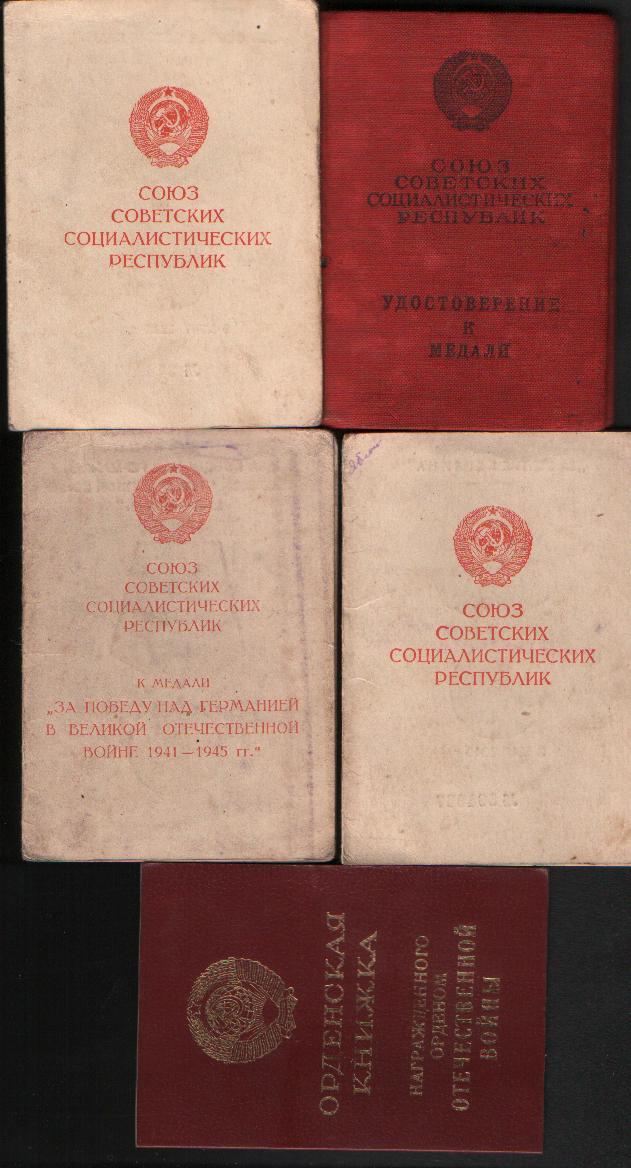 СОЮЗ
СОВЕТСКИХ
СОЦИАЛИСТИЧЕСКИХ
РЕСПУБЛИК
СОЮЗ
СОВЕТСКИХ
СОЦИАЛИСТИЧЕСКИХ
РЕСПУБЛИК
УДОСТОВЕРЕНИЕ
К
МЕДАЛИ
СОЮЗ
СОВЕТСКИХ
СОЦИАЛИСТИЧЕСКИХ
РЕСПУБЛИК
К МЕДАЛИ
„ЗА ПОБЕДУ НАД ГЕРМАНИЕЙ
В ВЕЛИКОЙ ОТЕЧЕСТВЕННОЙ
ВОЙНЕ 1941—1945 гг."
СОЮЗ
СОВЕТСКИХ
СОЦИАЛИСТИЧЕСКИХ
РЕСПУБЛИК
ОРДЕНСКАЯ
КНИЖКА
НАГРАЖДЕННОГО
ОРДЕНОМ
ОТЕЧЕСТВЕННОЙ
ВОЙНЫ